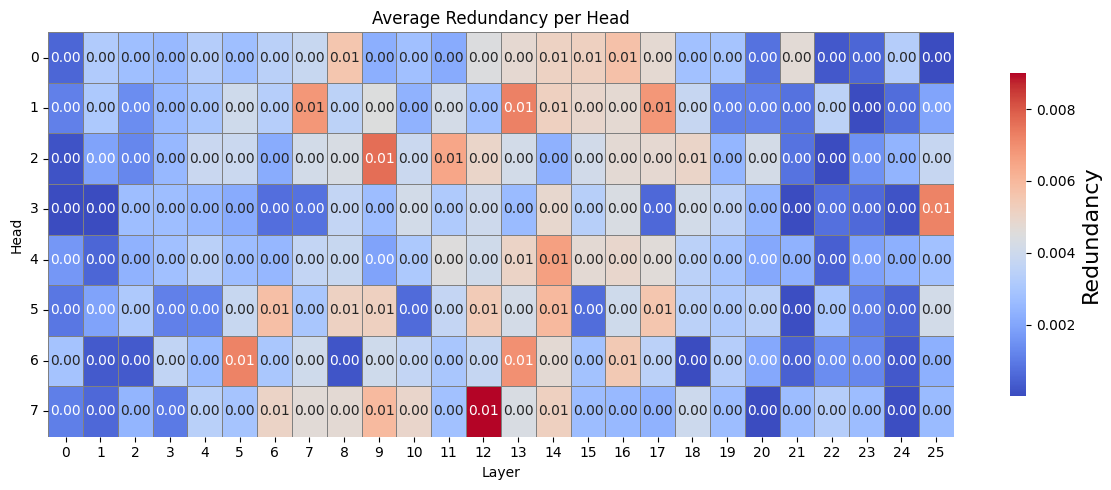 Average Redundancy per Head
0 0.00 0.00 0.00 0.00 0.00 0.00 0.00 0.00 0.01 0.00 0.00 0.00 0.00 0.00 0.01 0.01 0.01 0.00 0.00 0.00 0.00 0.00 0.00 0.00 0.00 0.00
1 0.00 0.00 0.00 0.00 0.00 0.00 0.00 0.01 0.00 0.00 0.00 0.00 0.00 0.01 0.01 0.00 0.00 0.01 0.00 0.00 0.00 0.00 0.00 0.00 0.00 0.00
2 0.00 0.00 0.00 0.00 0.00 0.00 0.00 0.00 0.00 0.01 0.00 0.01 0.00 0.00 0.00 0.00 0.00 0.00 0.01 0.00 0.00 0.00 0.00 0.00 0.00 0.00
3 0.00 0.00 0.00 0.00 0.00 0.00 0.00 0.00 0.00 0.00 0.00 0.00 0.00 0.00 0.00 0.00 0.00 0.00 0.00 0.00 0.00 0.00 0.00 0.00 0.00 0.01
4 0.00 0.00 0.00 0.00 0.00 0.00 0.00 0.00 0.00 0.00 0.00 0.00 0.00 0.01 0.01 0.00 0.00 0.00 0.00 0.00 0.00 0.00 0.00 0.00 0.00 0.00
5 0.00 0.00 0.00 0.00 0.00 0.00 0.01 0.00 0.01 0.01 0.00 0.00 0.01 0.00 0.01 0.00 0.00 0.01 0.00 0.00 0.00 0.00 0.00 0.00 0.00 0.00
6 0.00 0.00 0.00 0.00 0.00 0.01 0.00 0.00 0.00 0.00 0.00 0.00 0.00 0.01 0.00 0.00 0.01 0.00 0.00 0.00 0.00 0.00 0.00 0.00 0.00 0.00
7 0.00 0.00 0.00 0.00 0.00 0.00 0.01 0.00 0.00 0.01 0.00 0.00 0.01 0.00 0.01 0.00 0.00 0.00 0.00 0.00 0.00 0.00 0.00 0.00 0.00 0.00
0 1 2 3 4 5 6 7 8 9 10 11 12 13 14 15 16 17 18 19 20 21 22 23 24 25
Layer
Head
0.008
0.006
0.004
0.002
Redundancy